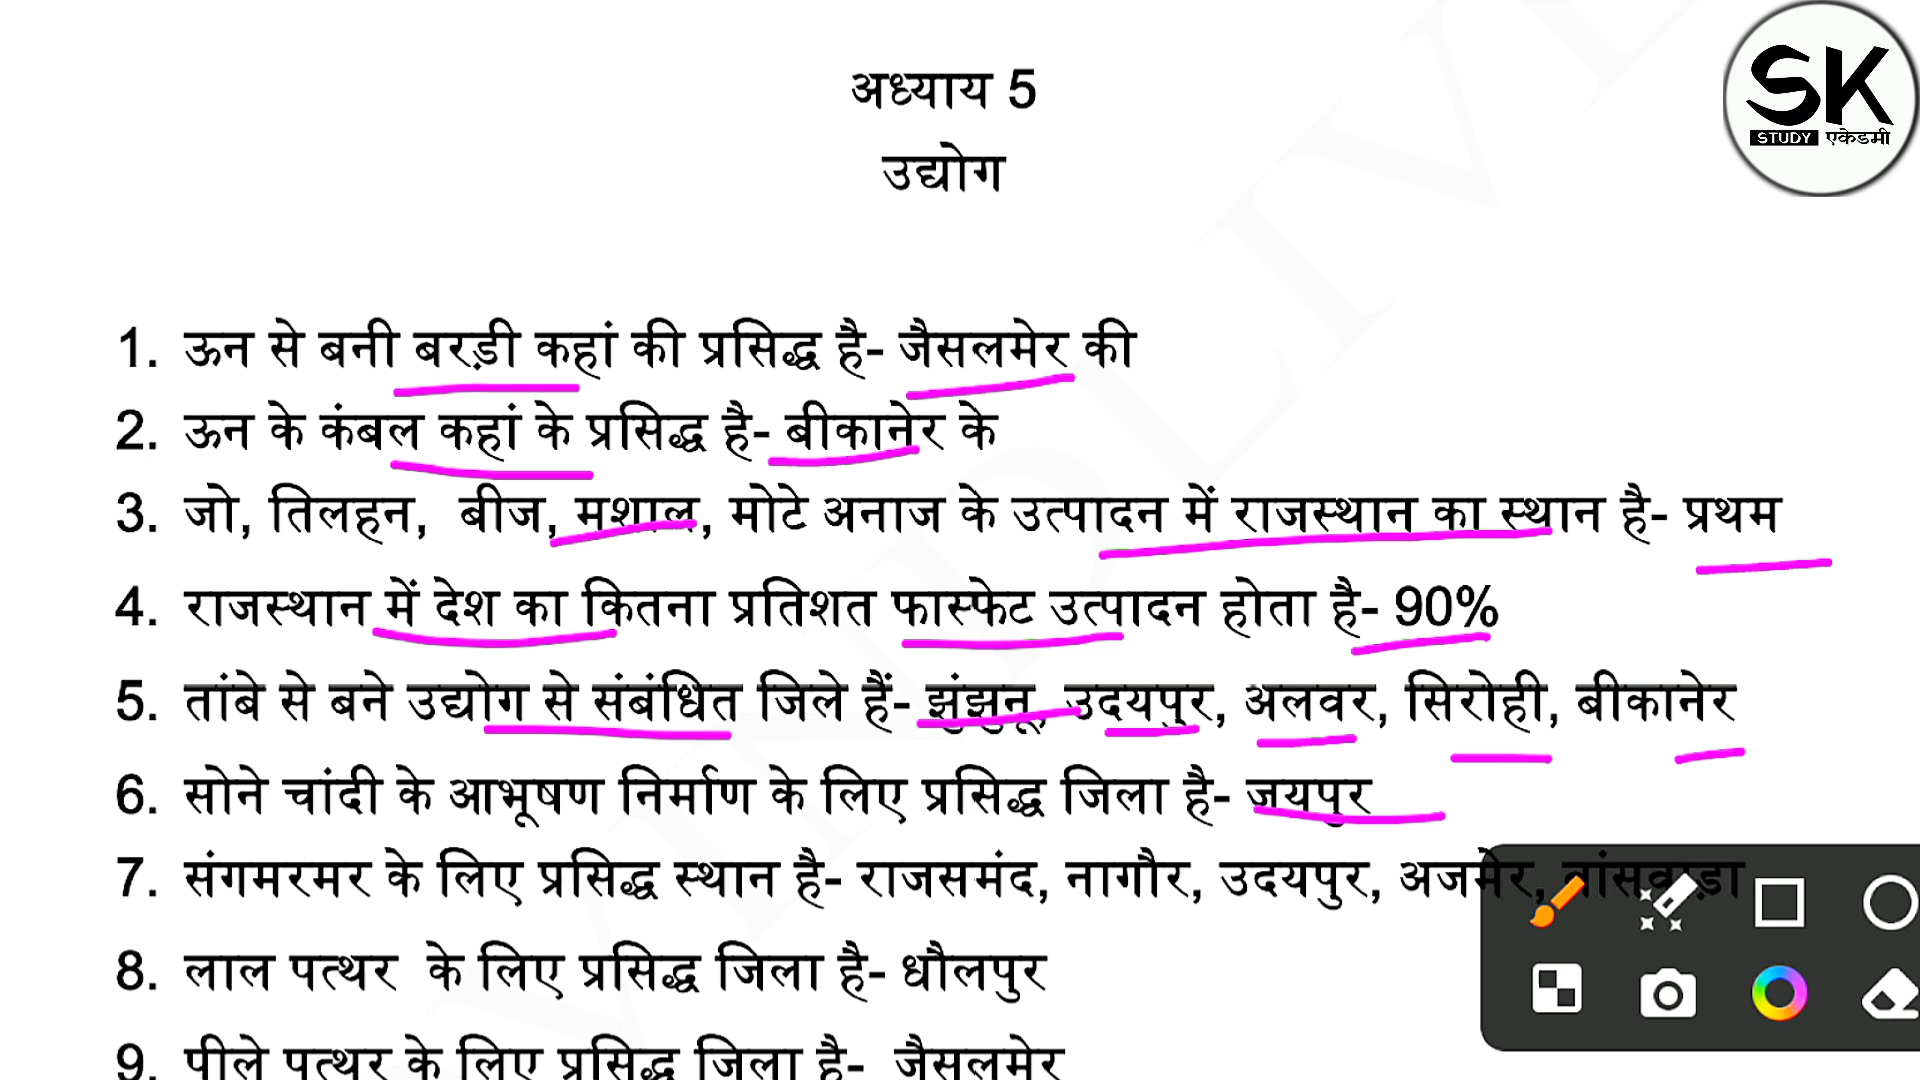 अध्याय 5
उद्योग
SK
STUDY एकेडमी
1. ऊन से बनी बरड़ी कहां की प्रसिद्ध है- जैसलमेर की
2. ऊन के कंबल कहां के प्रसिद्ध है- बीकानेर के
3. जो, तिलहन, बीज, मशाल, मोटे अनाज के उत्पादन में राजस्थान का स्थान है- प्रथम
4. राजस्थान में देश का कितना प्रतिशत फास्फेट उत्पादन होता है- 90%
5. तांबे से बने उद्योग से संबंधित जिले हैं- झुंझुनू, उदयपुर, अलवर, सिरोही, बीकानेर
6. सोने चांदी के आभूषण निर्माण के लिए प्रसिद्ध जिला है- जयपुर
7. संगमरमर के लिए प्रसिद्ध स्थान है- राजसमंद, नागौर, उदयपुर, अजमेर, बांसवाड़ा
8. लाल पत्थर के लिए प्रसिद्ध जिला है- धौलपुर
9. पीले पत्थर के लिए प्रसिद्ध जिला है- जैसलमेर